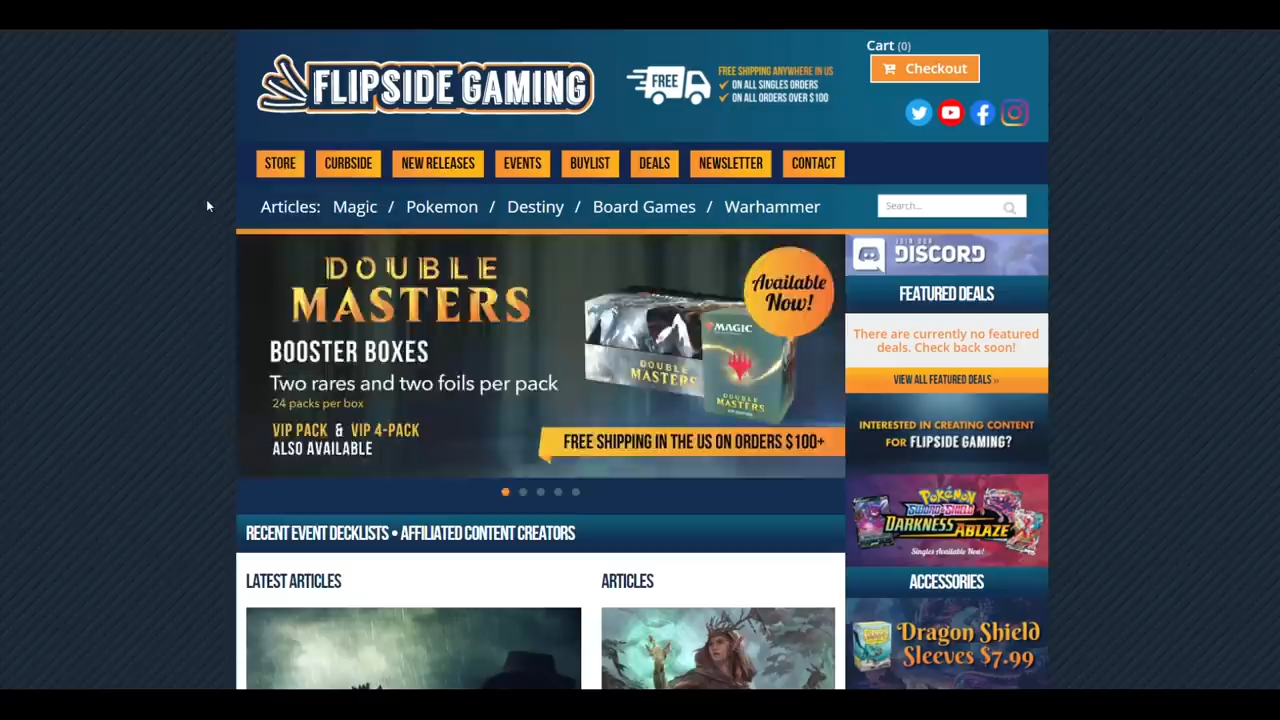 FLIPSIDE GAMING
FREE
FREE SHIPPING ANYWHERE IN US
ON ALL SINGLES ORDERS
ON ALL ORDERS OVER $100
Cart (0)
Checkout
STORE
CURBSIDE
NEW RELEASES
EVENTS
BUYLIST
DEALS
NEWSLETTER
CONTACT
Articles: Magic / Pokemon / Destiny / Board Games / Warhammer
Search...
DOUBLE
MASTERS
BOOSTER BOXES
Two rares and two foils per pack
24 packs per box
VIP PACK & VIP 4-PACK
ALSO AVAILABLE
Available
Now!
MAGIC
DOUBLE
MASTERS
DOUBLE
MASTERS
FREE SHIPPING IN THE US ON ORDERS $100+
JOIN OUR
DISCORD
FEATURED DEALS
There are currently no featured
deals. Check back soon!
VIEW ALL FEATURED DEALS »
INTERESTED IN CREATING CONTENT
FOR FLIPSIDE GAMING?
Pokémon
SWORD & SHIELD
DARKNESS ABLAZE
Singles Available Now!
ACCESSORIES
Dragon Shield
Sleeves $7.99
RECENT EVENT DECKLISTS • AFFILIATED CONTENT CREATORS
LATEST ARTICLES
ARTICLES